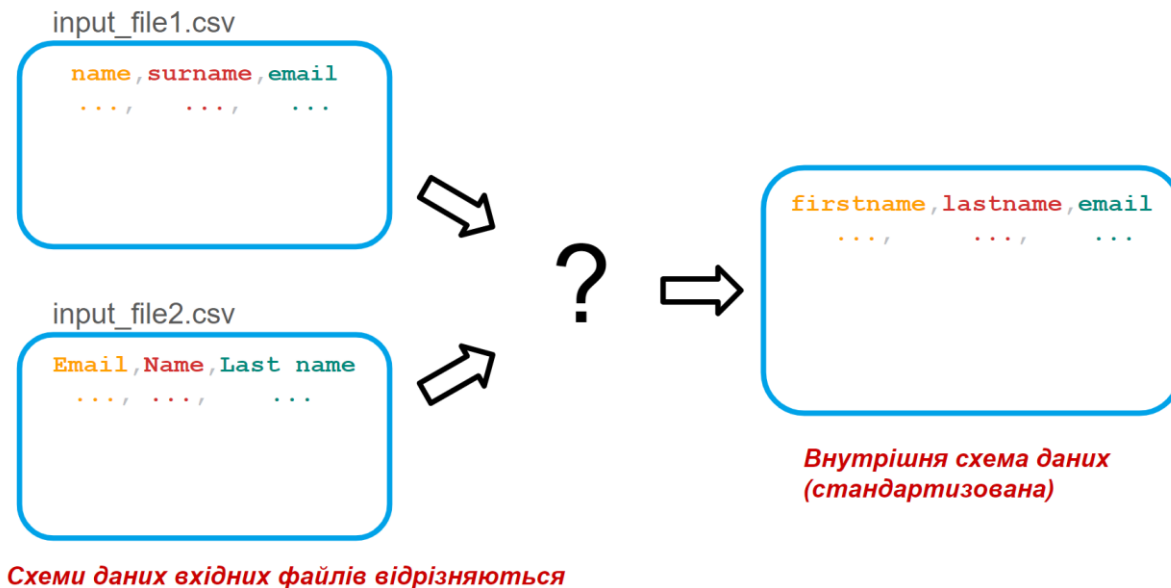 input_file1.csv
name,surname,email
..., ..., ...
input_file2.csv
Email,Name,Last name
..., ..., ...
Схеми даних вхідних файлів відрізняються
?
firstname,lastname,email
..., ..., ...
Внутрішня схема даних
(стандартизована)